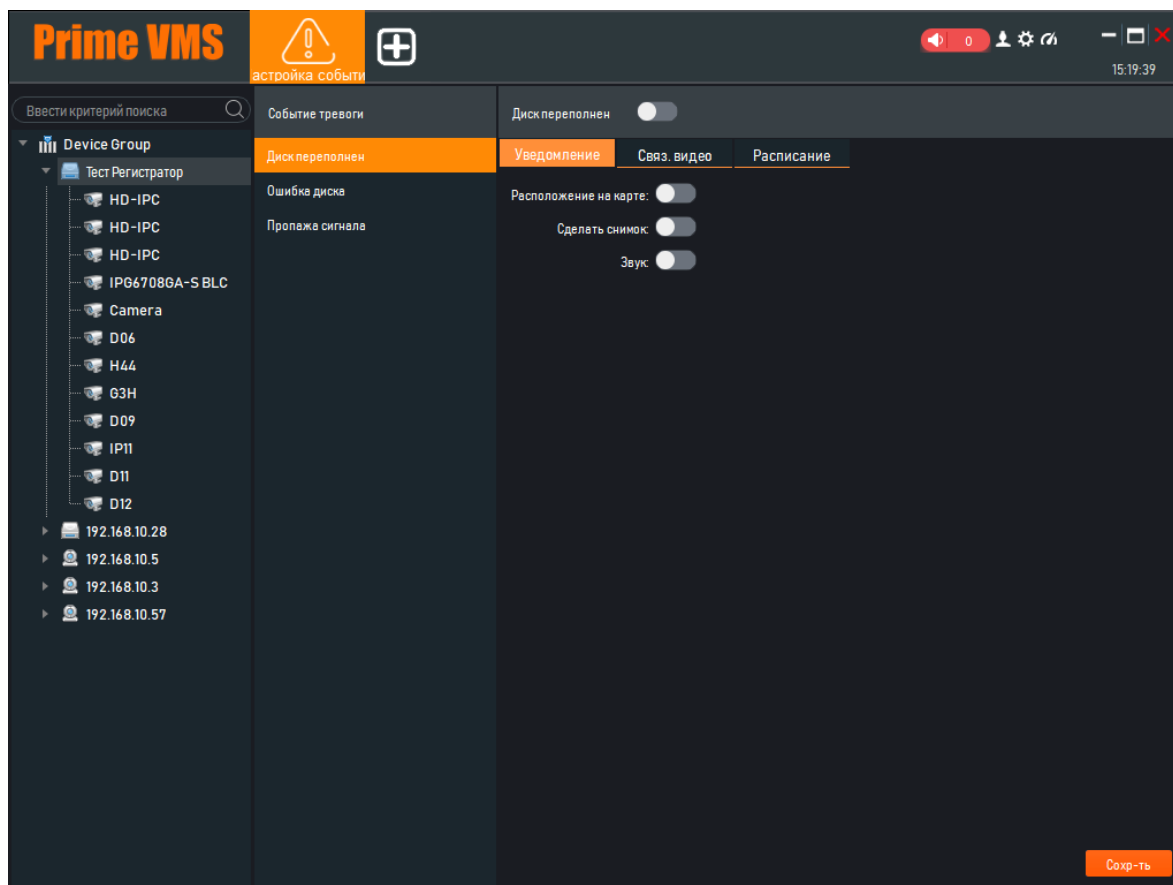 Prime VMS
астройка событи
0
15:19:39
Ввести критерий поиска
Device Group
Тест Регистратор
HD-IPC
HD-IPC
HD-IPC
IPG6708GA-S BLC
Camera
D06
H44
G3H
D09
IP11
D11
D12
192.168.10.28
192.168.10.5
192.168.10.3
192.168.10.57
Событие тревоги
Диск переполнен
Ошибка диска
Пропажа сигнала
Диск переполнен
Уведомление Связ. видео Расписание
Расположение на карте:
Сделать снимок:
Звук:
Сохр-ть